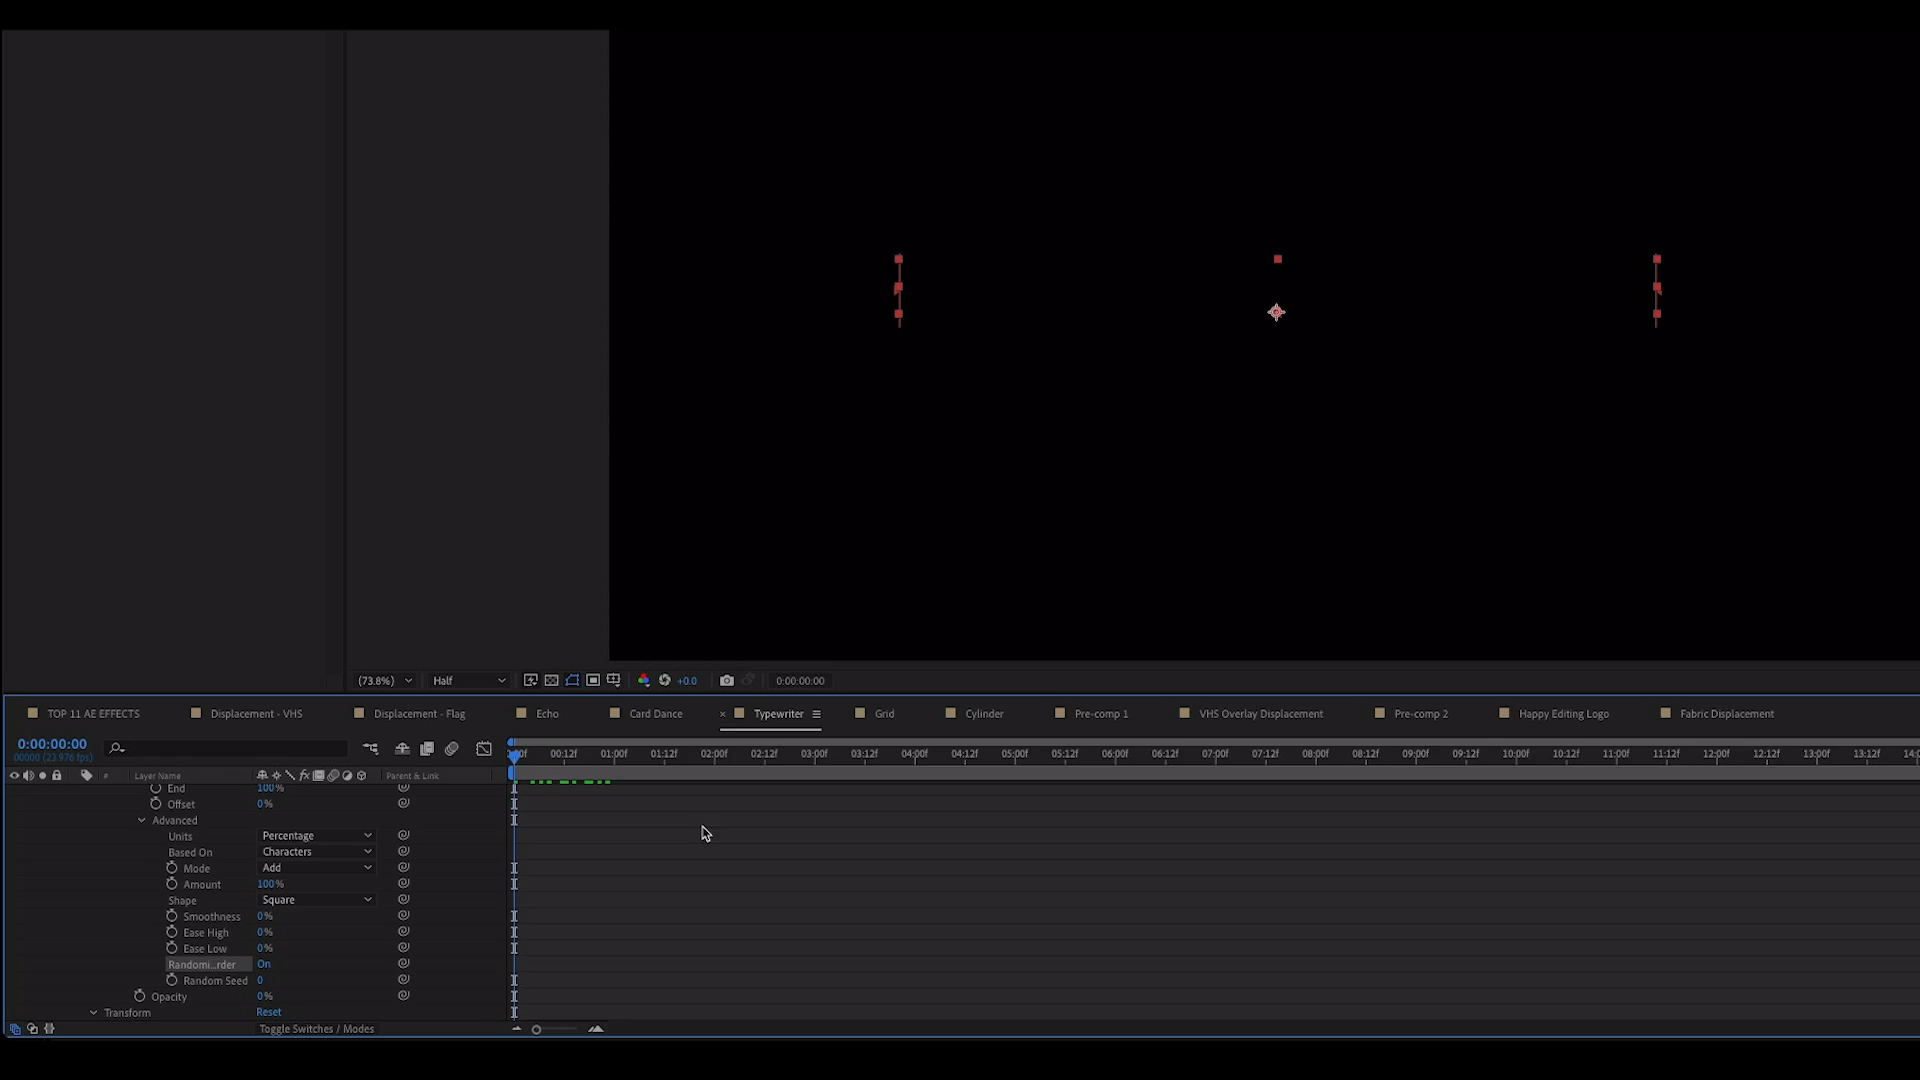 (73.8%) Half +0.0 0:00:00:00
TOP 11 AE EFFECTS Displacement - VHS Displacement - Flag Echo Card Dance × Typewriter Grid Cylinder Pre-comp 1 VHS Overlay Displacement Pre-comp 2 Happy Editing Logo Fabric Displacement
0:00:00:00
00000 (23.976 fps)
00:12f 01:00f 01:12f 02:00f 02:12f 03:00f 03:12f 04:00f 04:12f 05:00f 05:12f 06:00f 06:12f 07:00f 07:12f 08:00f 08:12f 09:00f 09:12f 10:00f 10:12f 11:00f 11:12f 12:00f 12:12f 13:00f 13:12f
# Layer Name fx Parent & Link
End 100%
Offset 0%
Advanced
Units Percentage
Based On Characters
Mode Add
Amount 100%
Shape Square
Smoothness 0%
Ease High 0%
Ease Low 0%
Randomi...rder On
Random Seed 0
Opacity 0%
Transform Reset
Toggle Switches / Modes